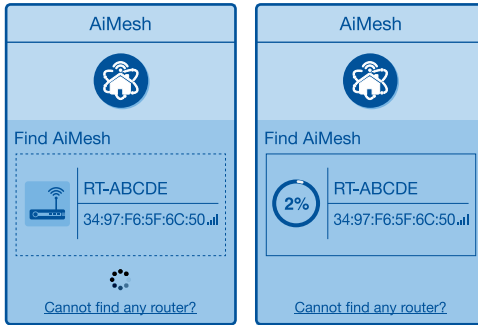 AiMesh
Find AiMesh
RT-ABCDE
34:97:F6:5F:6C:50
Cannot find any router?
AiMesh
Find AiMesh
2%
RT-ABCDE
34:97:F6:5F:6C:50
Cannot find any router?